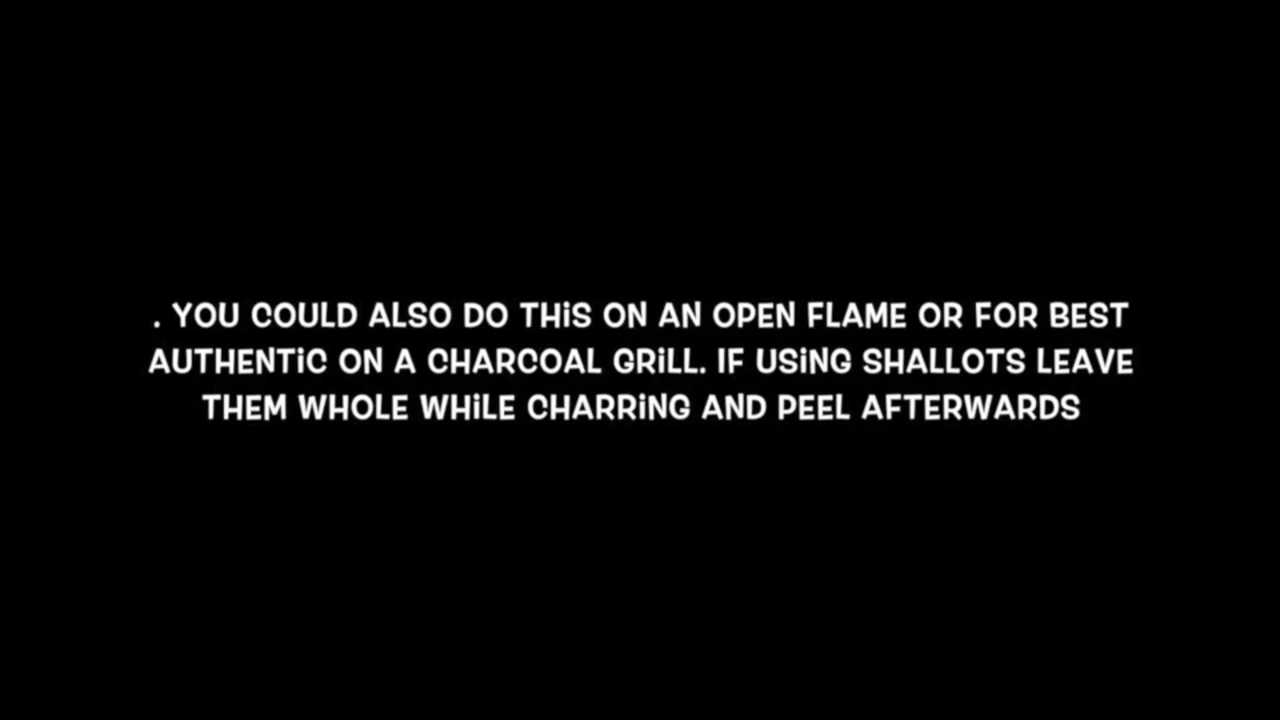 . YOU COULD ALSO DO THiS ON AN OPEN FLAME OR FOR BEST
AUTHENTiC ON A CHARCOAL GRiLL. IF USiNG SHALLOTS LEAVE
THEM WHOLE WHiLE CHARRiNG AND PEEL AFTERWARDS